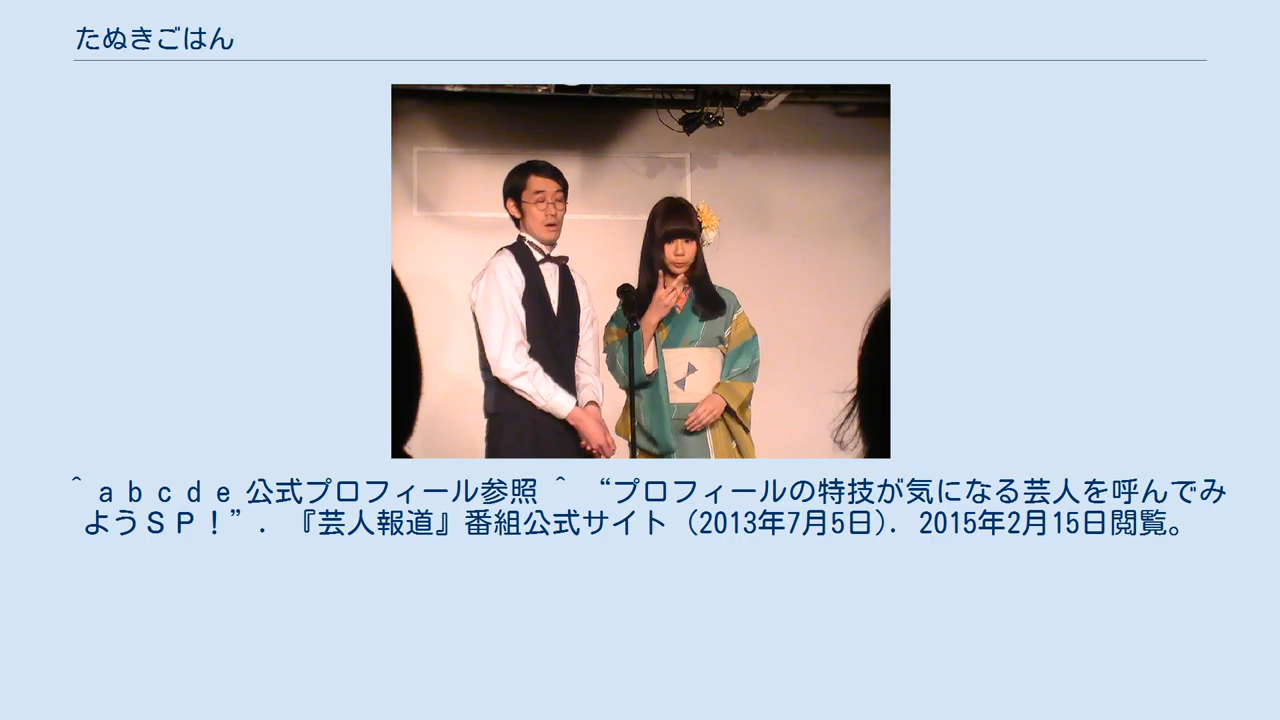 たぬきごはん
^ a b c d e 公式プロフィール参照 ^ “プロフィールの特技が気になる芸人を呼んでみ
ようＳＰ！”. 『芸人報道』番組公式サイト (2013年7月5日). 2015年2月15日閲覧。